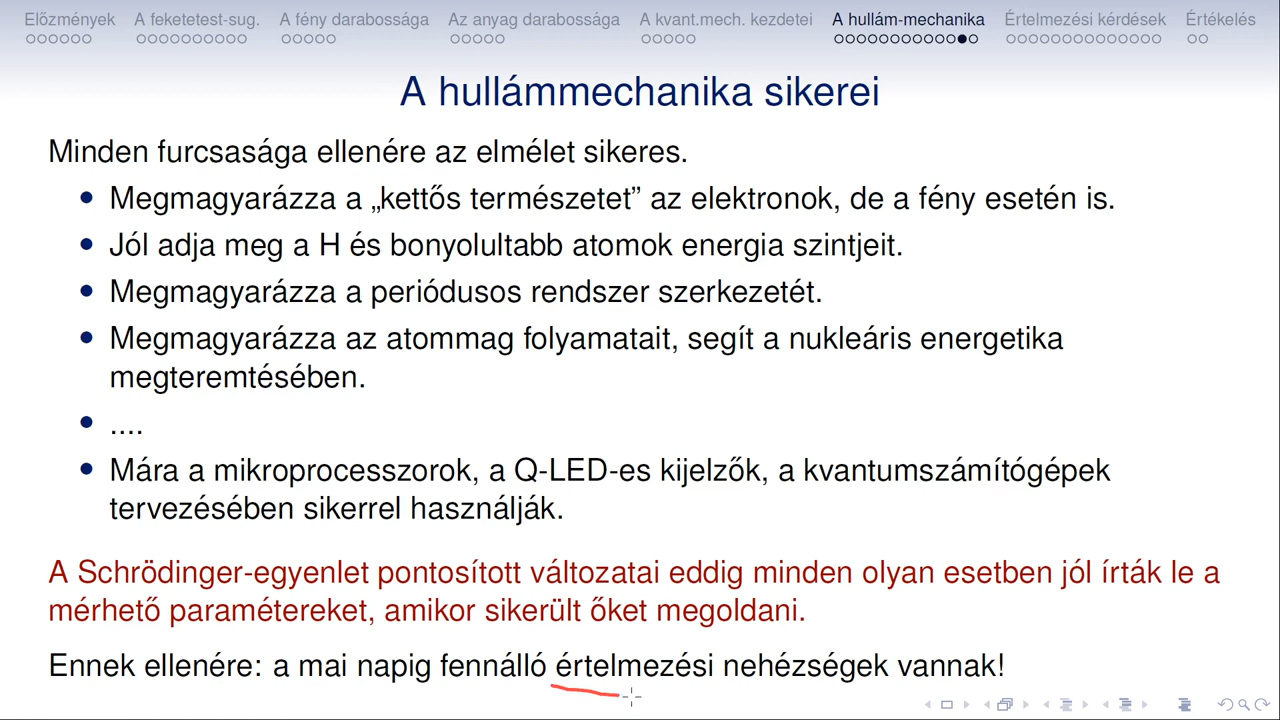 Előzmények A feketetest-sug. A fény darabossága Az anyag darabossága A kvant.mech. kezdetei A hullám-mechanika Értelmezési kérdések Értékelés
A hullámmechanika sikerei
Minden furcsasága ellenére az elmélet sikeres.
Megmagyarázza a „kettős természetet” az elektronok, de a fény esetén is.
Jól adja meg a H és bonyolultabb atomok energia szintjeit.
Megmagyarázza a periódusos rendszer szerkezetét.
Megmagyarázza az atommag folyamatait, segít a nukleáris energetika
megteremtésében.
....
Mára a mikroprocesszorok, a Q-LED-es kijelzők, a kvantumszámítógépek
tervezésében sikerrel használják.
A Schrödinger-egyenlet pontosított változatai eddig minden olyan esetben jól írták le a
mérhető paramétereket, amikor sikerült őket megoldani.
Ennek ellenére: a mai napig fennálló értelmezési nehézségek vannak!